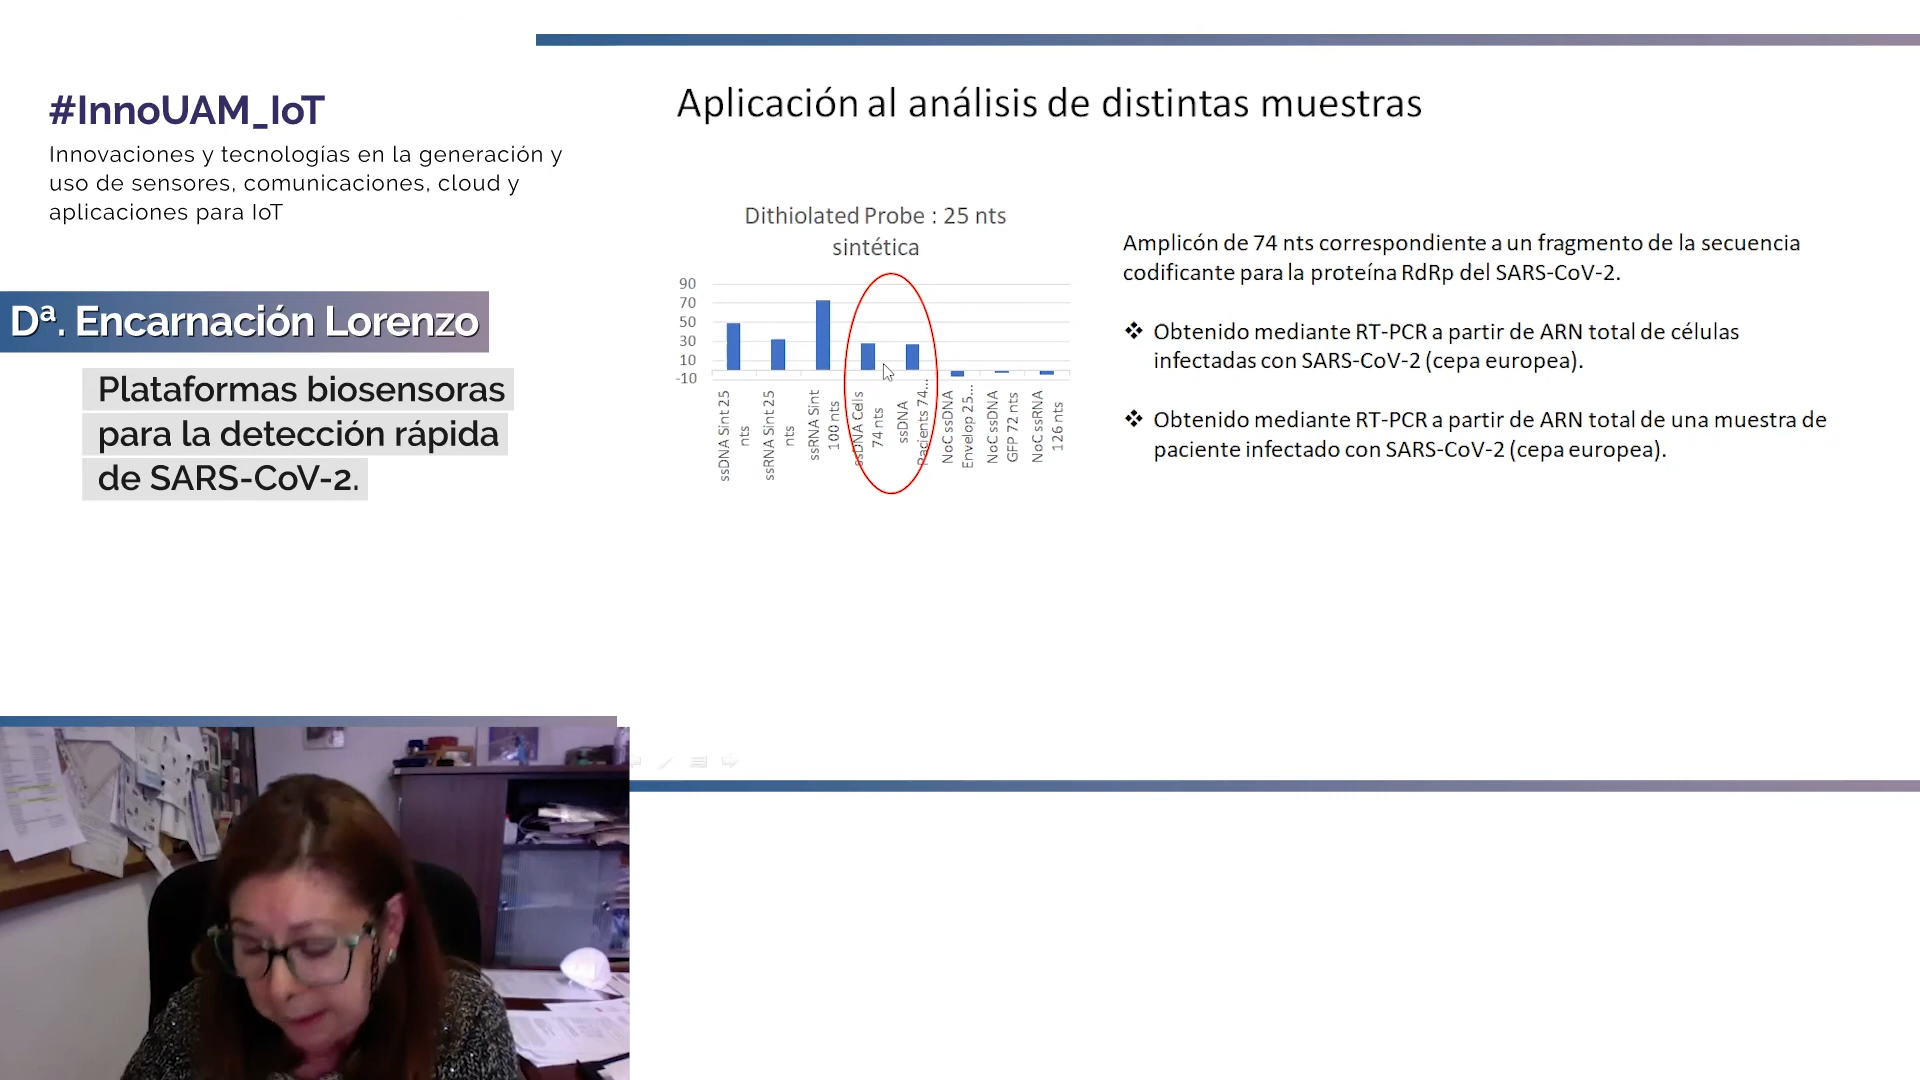 #InnoUAM_IoT
Innovaciones y tecnologías en la generación y
uso de sensores, comunicaciones, cloud y
aplicaciones para IoT
Dª. Encarnación Lorenzo
Plataformas biosensoras
para la detección rápida
de SARS-CoV-2.
Aplicación al análisis de distintas muestras
Dithiolated Probe : 25 nts
sintética
90
70
50
30
10
-10
ssDNA Sint 25
nts
ssRNA Sint 25
nts
ssRNA Sint
100 nts
ssDNA Cells
74 nts
ssDNA
Pacients 74...
NoC ssDNA
Envelop 25...
NoC ssDNA
GFP 72 nts
NoC ssRNA
126 nts
Amplicón de 74 nts correspondiente a un fragmento de la secuencia
codificante para la proteína RdRp del SARS-CoV-2.
❖ Obtenido mediante RT-PCR a partir de ARN total de células
infectadas con SARS-CoV-2 (cepa europea).
❖ Obtenido mediante RT-PCR a partir de ARN total de una muestra de
paciente infectado con SARS-CoV-2 (cepa europea).